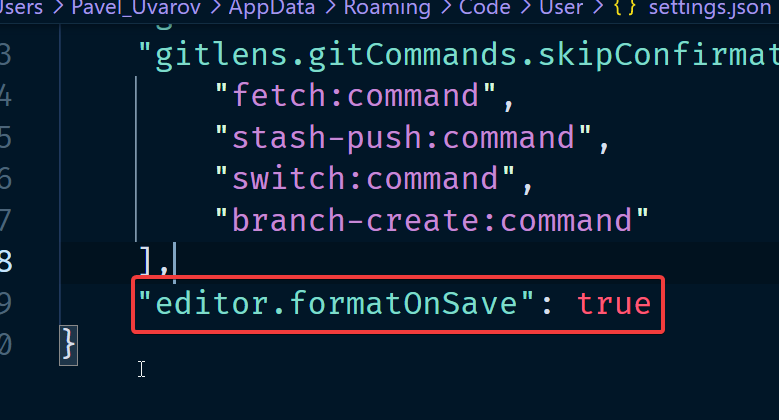 Users > Pavel_Uvarov > AppData > Roaming > Code > User > {} settings.json
3 "gitlens.gitCommands.skipConfirmat
4 "fetch:command",
5 "stash-push:command",
6 "switch:command",
7 "branch-create:command"
8 ],
9 "editor.formatOnSave": true
0 }